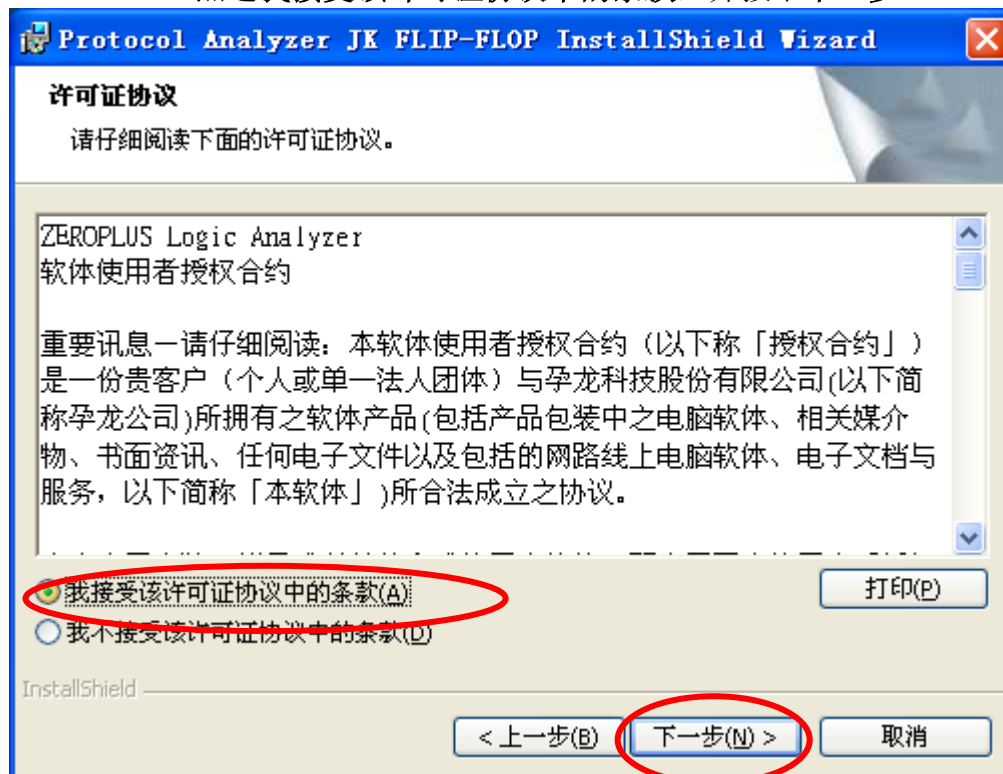 Protocol Analyzer JK FLIP-FLOP InstallShield Wizard
许可证协议
请仔细阅读下面的许可证协议。
ZEROPLUS Logic Analyzer
软体使用者授权合约
重要讯息－请仔细阅读：本软体使用者授权合约（以下称「授权合约」）
是一份贵客户（个人或单一法人团体）与孕龙科技股份有限公司(以下简
称孕龙公司)所拥有之软体产品(包括产品包装中之电脑软体、相关媒介
物、书面资讯、任何电子文件以及包括的网路线上电脑软体、电子文档与
服务，以下简称「本软体」)所合法成立之协议。
我接受该许可证协议中的条款(A)
打印(P)
我不接受该许可证协议中的条款(D)
InstallShield
< 上一步(B)
下一步(N) >
取消